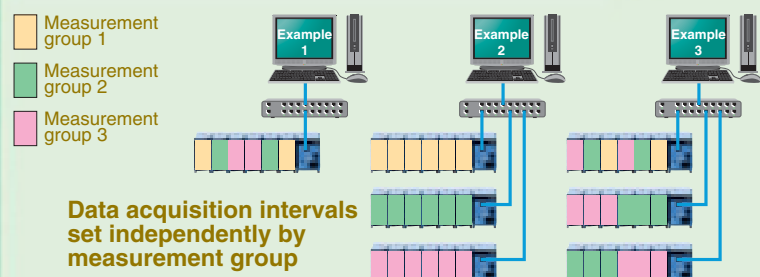 Measurement
group 1
Measurement
group 2
Measurement
group 3
Example
1
Example
2
Example
3
Data acquisition intervals
set independently by
measurement group